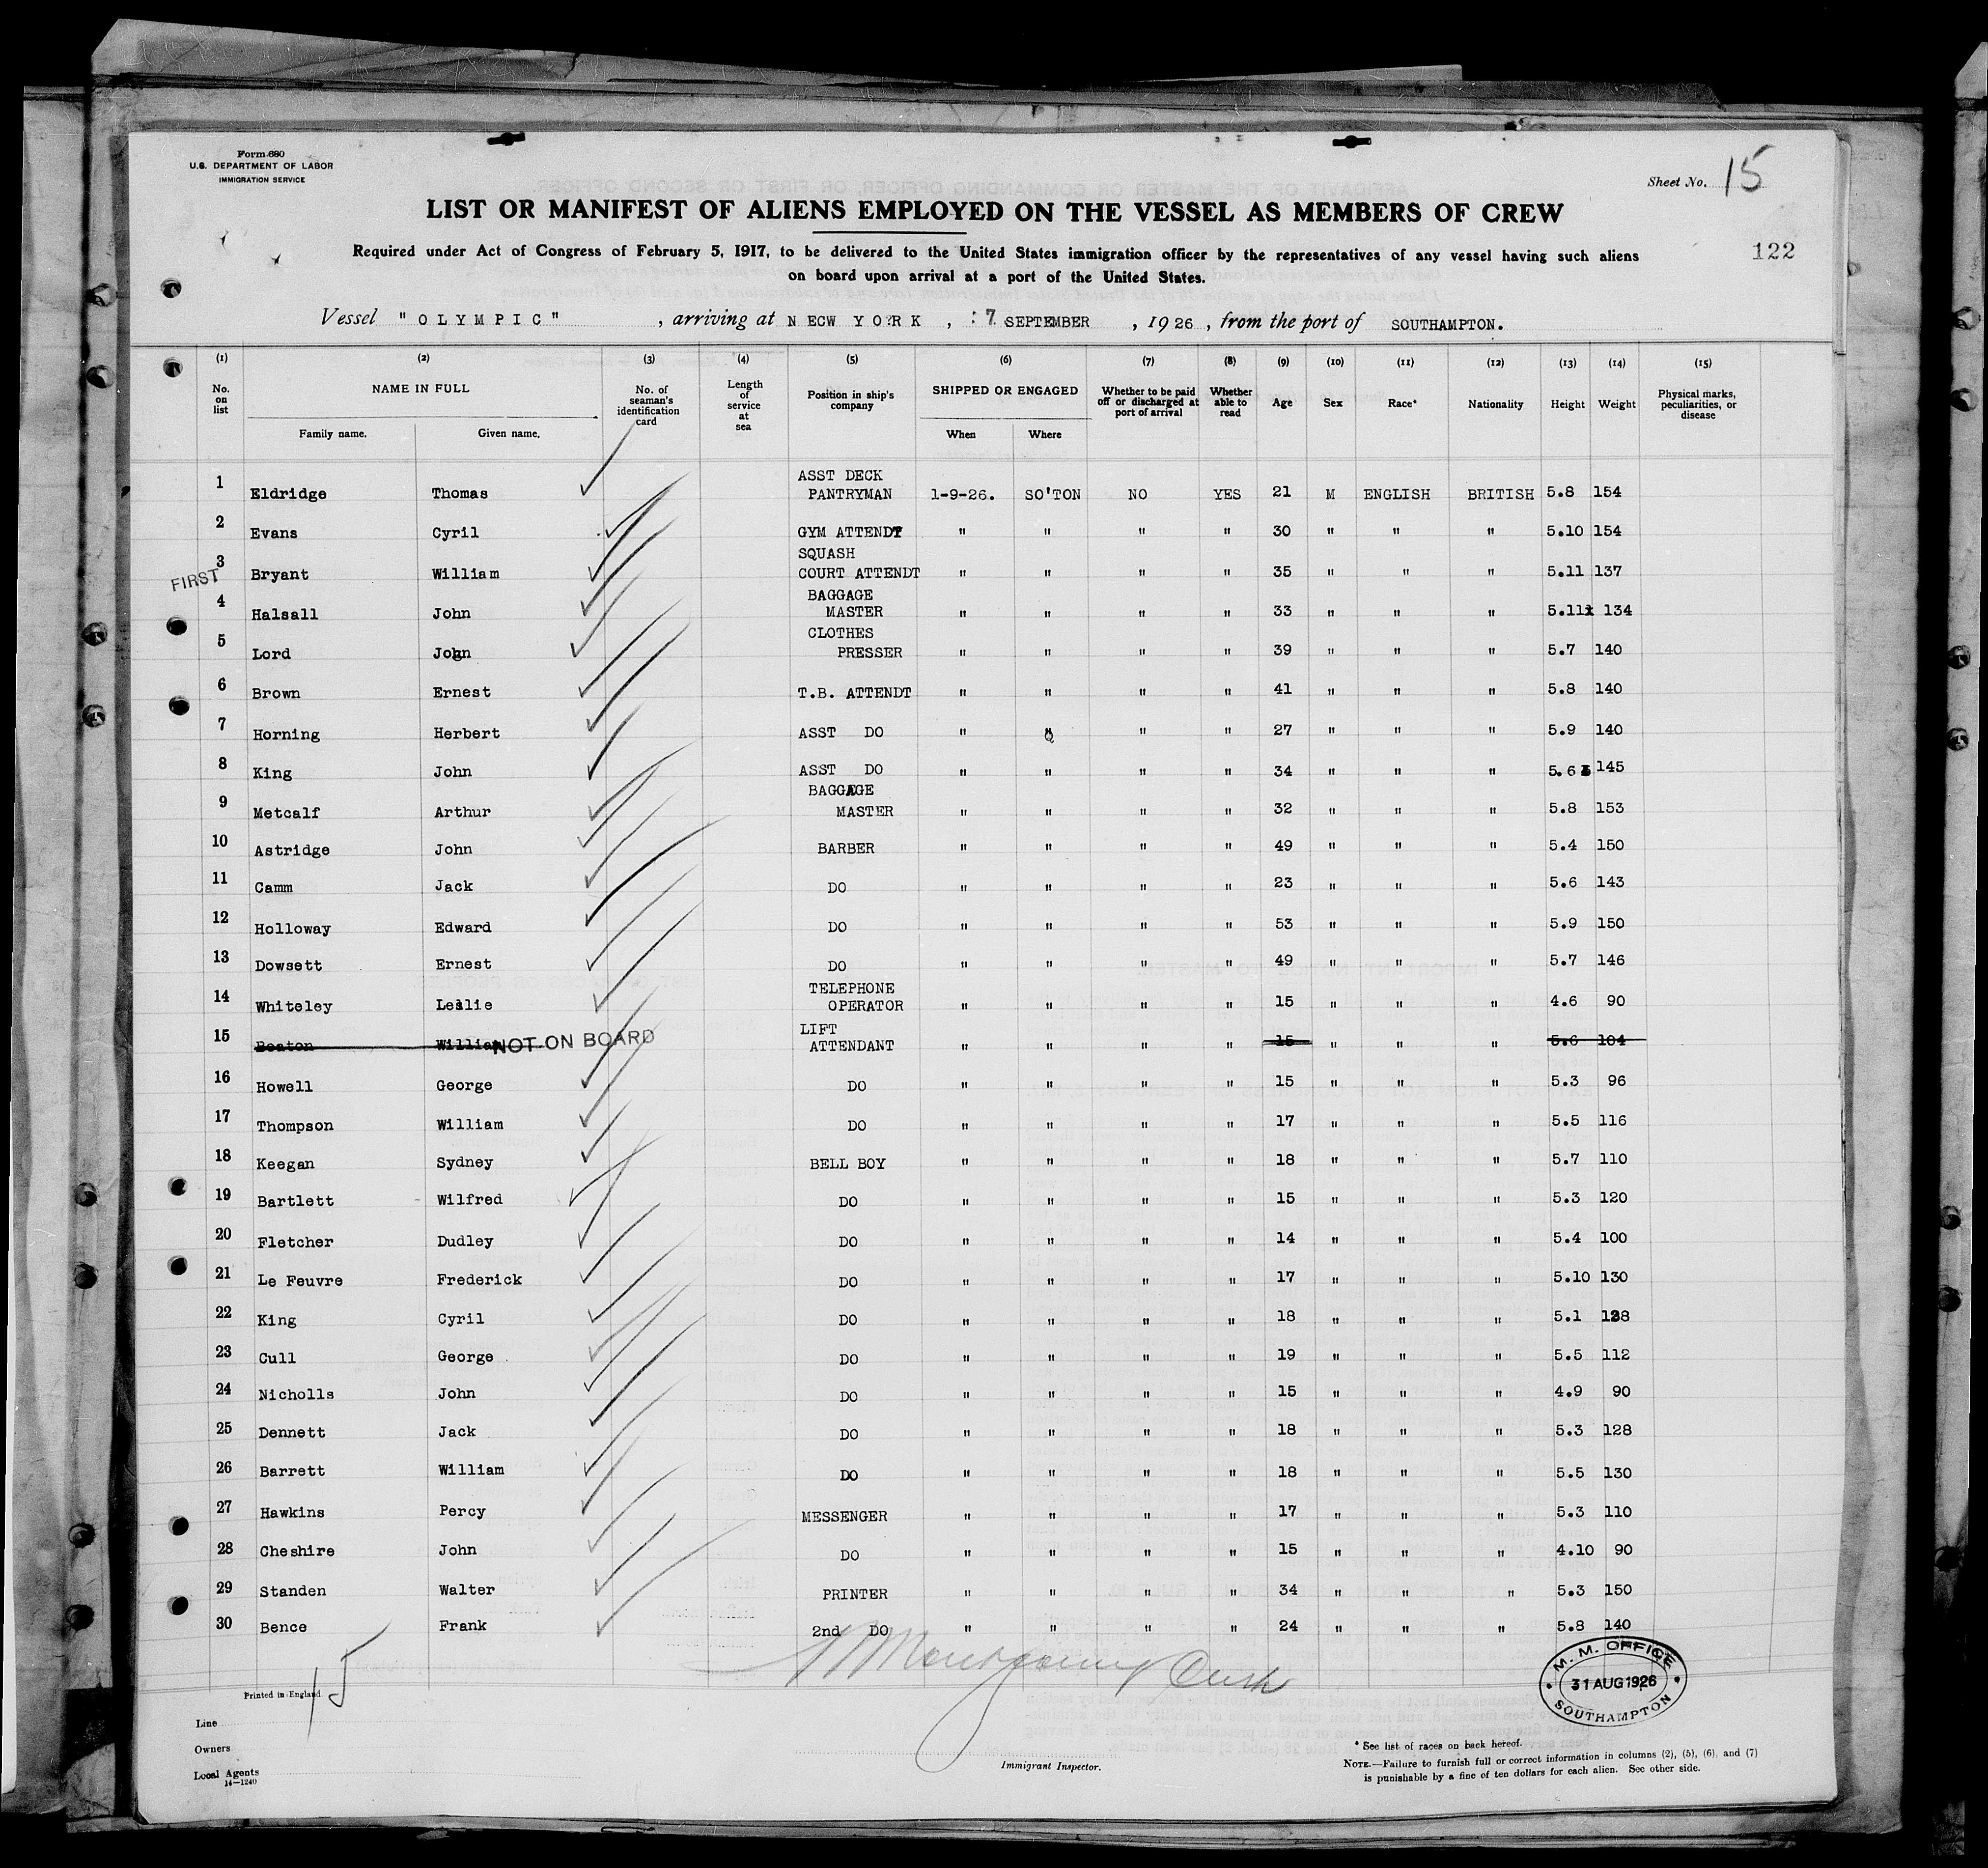 Form 680
U.S. DEPARTMENT OF LABOR
IMMIGRATION SERVICE
Sheet No. 15
LIST OR MANIFEST OF ALIENS EMPLOYED ON THE VESSEL AS MEMBERS OF CREW
122
Required under Act of Congress of February 5, 1917, to be delivered to the United States immigration officer by the representatives of any vessel having such aliens
on board upon arrival at a port of the United States.
Vessel "OLYMPIC" , arriving at NECW YORK , :7 SEPTEMBER , 1926 , from the port of SOUTHAMPTON.
(1) (2) (3) (4) (5) (6) (7) (8) (9) (10) (11) (12) (13) (14) (15)
No. on list NAME IN FULL Family name. Given name. No. of seaman's identification card Length of service at sea Position in ship's company SHIPPED OR ENGAGED When Where Whether to be paid off or discharged at port of arrival Whether able to read Age Sex Race* Nationality Height Weight Physical marks, peculiarities, or disease
1 Eldridge Thomas ASST DECK PANTRYMAN 1-9-26. SO'TON NO YES 21 M ENGLISH BRITISH 5.8 154
2 Evans Cyril GYM ATTENDT " " " " 30 " " " 5.10 154
FIRST
3 Bryant William SQUASH COURT ATTENDT " " " " 35 " " " 5.11 137
4 Halsall John BAGGAGE MASTER " " " " 33 " " " 5.11 134
5 Lord John CLOTHES PRESSER " " " " 39 " " " 5.7 140
6 Brown Ernest T.B. ATTENDT " " " " 41 " " " 5.8 140
7 Horning Herbert ASST DO " " " " 27 " " " 5.9 140
8 King John ASST DO " " " " 34 " " " 5.6 145
9 Metcalf Arthur BAGGAGE MASTER " " " " 32 " " " 5.8 153
10 Astridge John BARBER " " " " 49 " " " 5.4 150
11 Camm Jack DO " " " " 23 " " " 5.6 143
12 Holloway Edward DO " " " " 53 " " " 5.9 150
13 Dowsett Ernest DO " " " " 49 " " " 5.7 146
14 Whiteley Leslie TELEPHONE OPERATOR " " " " 15 " " " 4.6 90
15 Beaton William NOT ON BOARD LIFT ATTENDANT " " " " 15 " " " 5.6 104
16 Howell George DO " " " " 15 " " " 5.3 96
17 Thompson William DO " " " " 17 " " " 5.5 116
18 Keegan Sydney BELL BOY " " " " 18 " " " 5.7 110
19 Bartlett Wilfred DO " " " " 15 " " " 5.3 120
20 Fletcher Dudley DO " " " " 14 " " " 5.4 100
21 Le Feuvre Frederick DO " " " " 17 " " " 5.10 130
22 King Cyril DO " " " " 18 " " " 5.1
23 Cull George DO " " " " 19 " " " 5.5 112
24 Nicholls John DO " " " " 15 " " " 4.9 90
25 Dennett Jack DO " " " " 18 " " " 5.3 128
26 Barrett William DO " " " " 18 " " " 5.5 130
27 Hawkins Percy MESSENGER " " " " 17 " " " 5.3 110
28 Cheshire John DO " " " " 15 " " " 4.10 90
29 Standen Walter PRINTER " " " " 34 " " " 5.3 150
30 Bence Frank 2nd DO " " " " 24 " " " 5.8 140
15
Printed in England
M. M. OFFICE
31 AUG 1926
SOUTHAMPTON
Line
Owners
Local Agents
14-1240
Immigrant Inspector.
* See list of races on back hereof.
NOTE.—Failure to furnish full or correct information in columns (2), (5), (6), and (7)
is punishable by a fine of ten dollars for each alien. See other side.